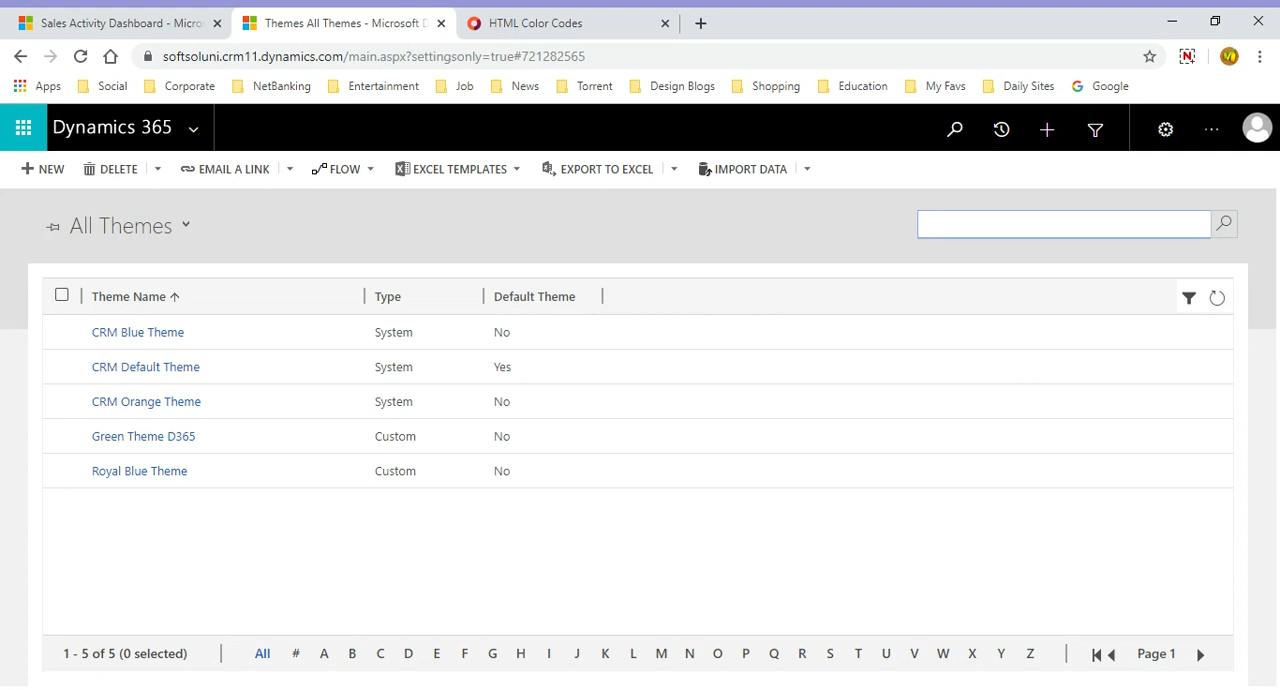 Sales Activity Dashboard - Micros
Themes All Themes - Microsoft D
HTML Color Codes
softsoluni.crm11.dynamics.com/main.aspx?settingsonly=true#721282565
Apps Social Corporate NetBanking Entertainment Job News Torrent Design Blogs Shopping Education My Favs Daily Sites Google
Dynamics 365
NEW DELETE EMAIL A LINK FLOW EXCEL TEMPLATES EXPORT TO EXCEL IMPORT DATA
All Themes
Theme Name Type Default Theme
CRM Blue Theme System No
CRM Default Theme System Yes
CRM Orange Theme System No
Green Theme D365 Custom No
Royal Blue Theme Custom No
1 - 5 of 5 (0 selected) All # A B C D E F G H I J K L M N O P Q R S T U V W X Y Z Page 1